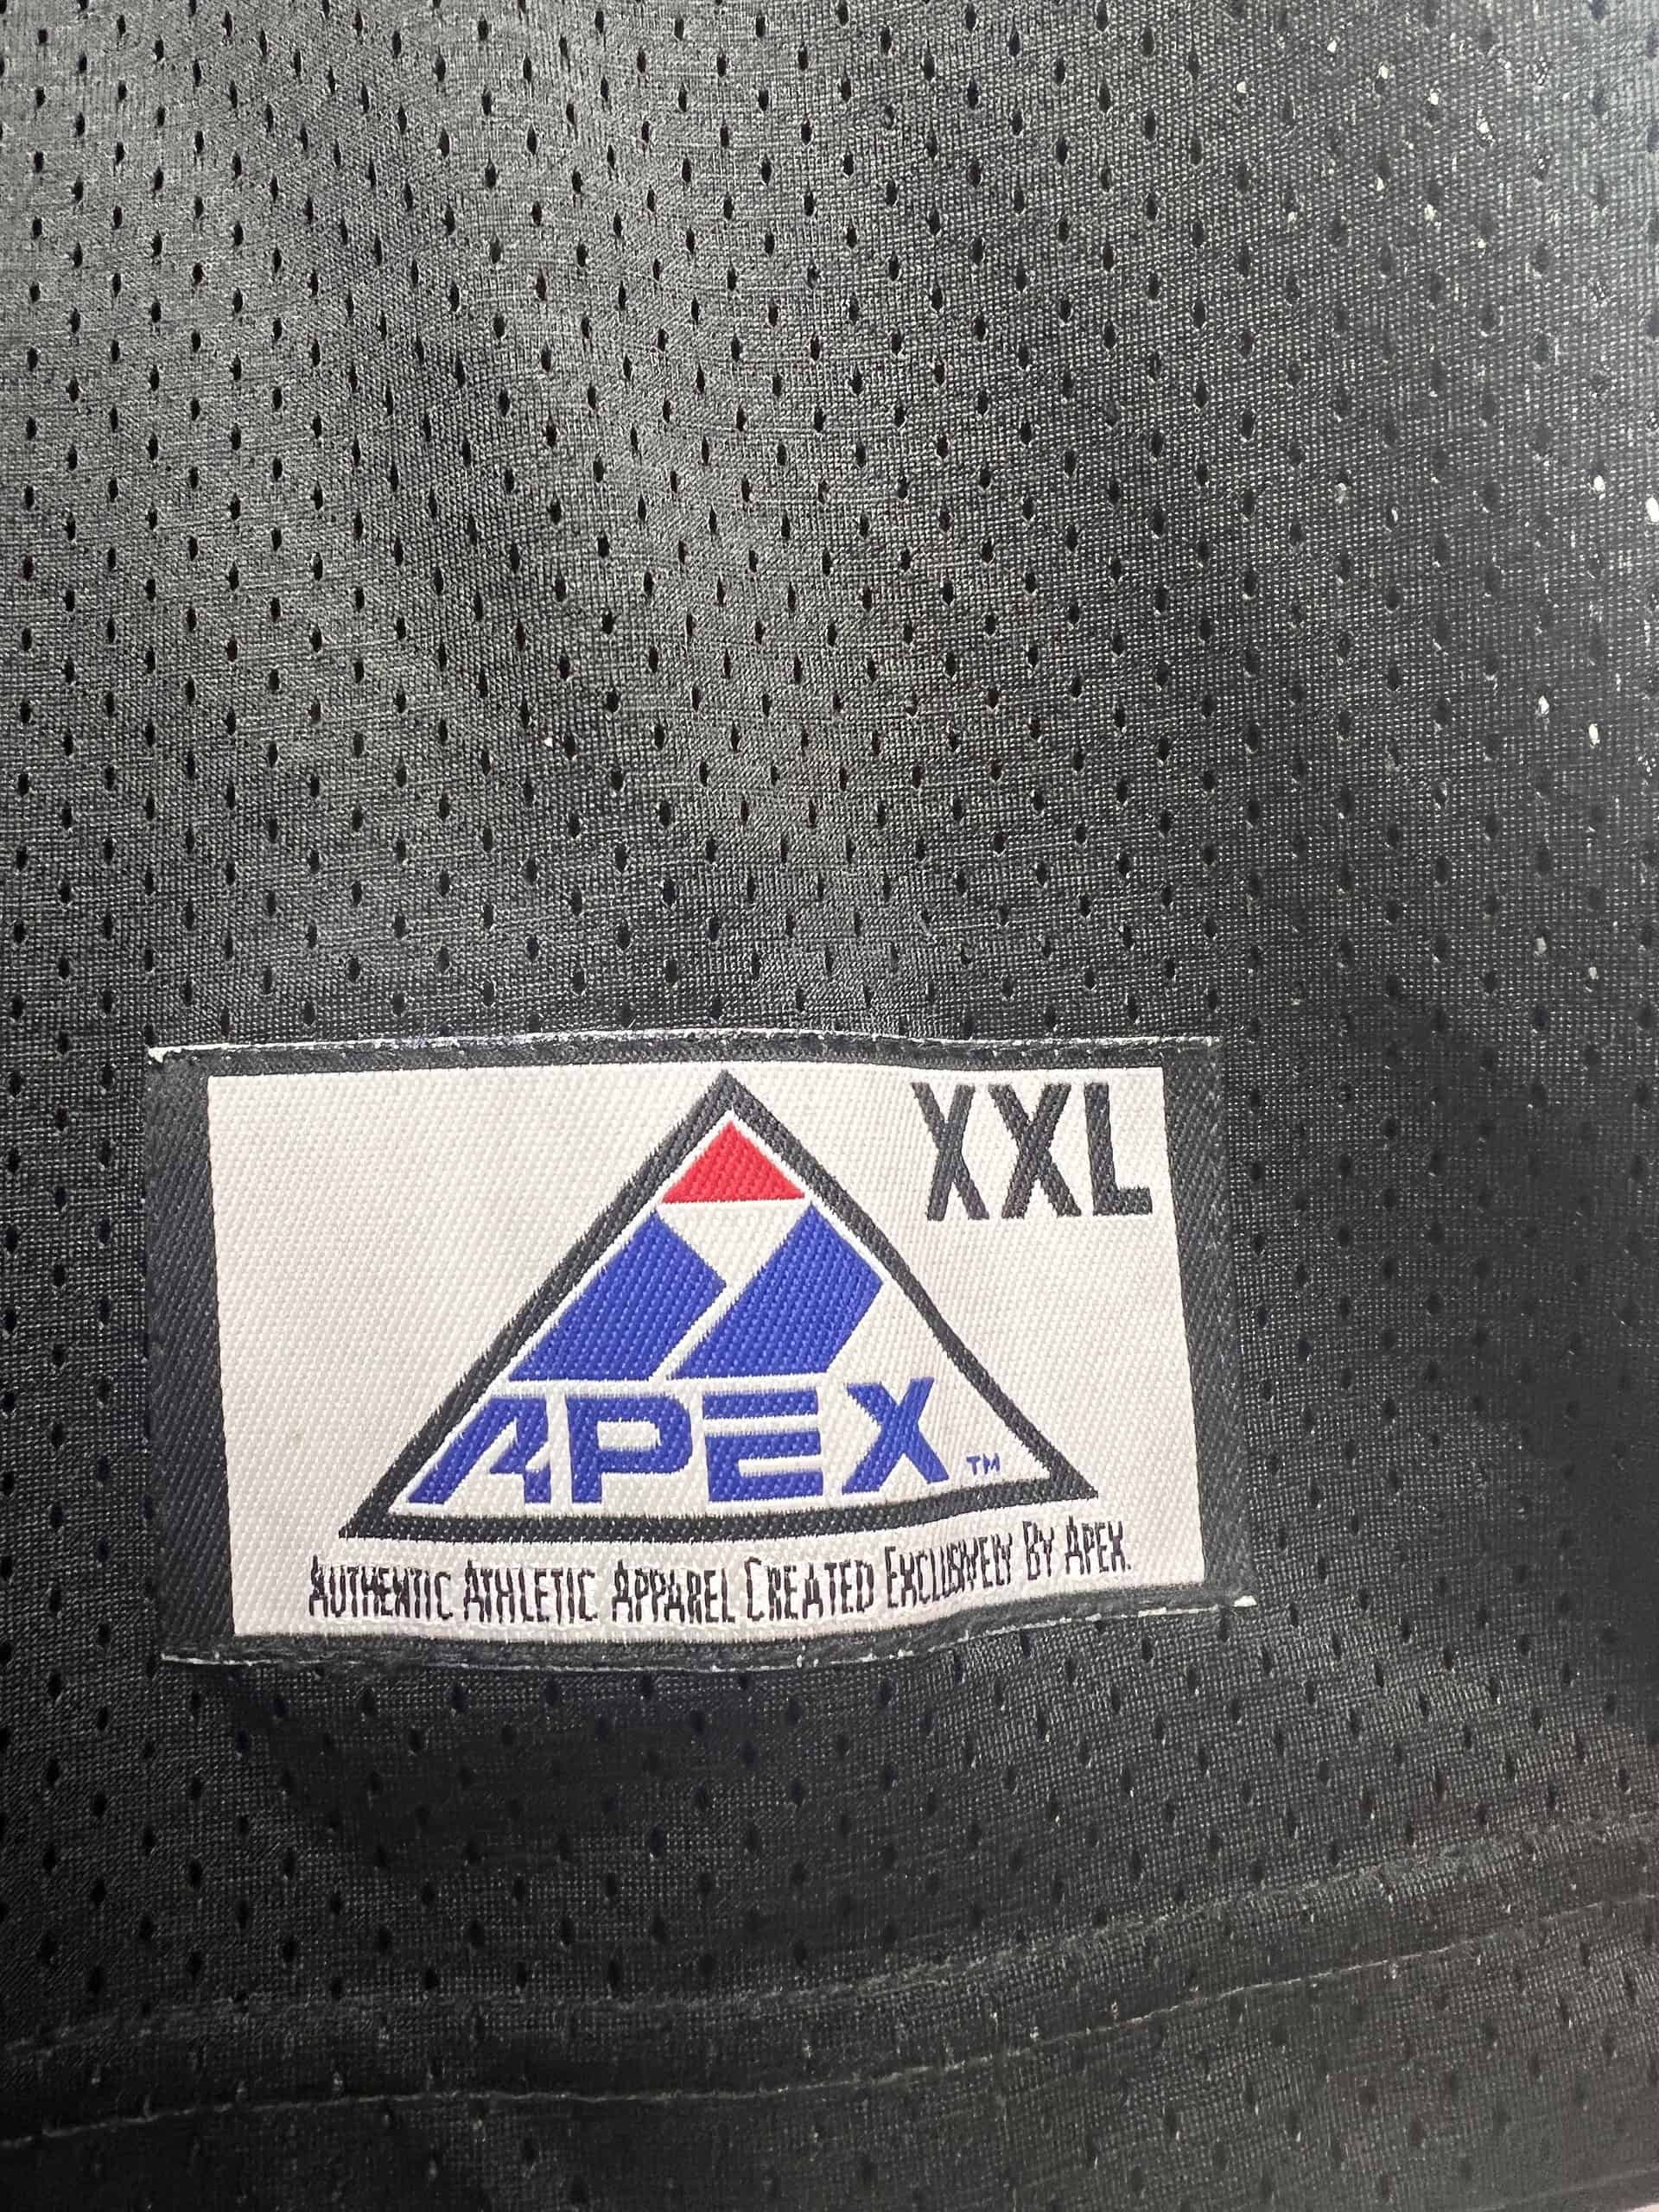 XXL
APEX™
AUTHENTIC ATHLETIC APPAREL CREATED EXCLUSIVELY BY APEX.